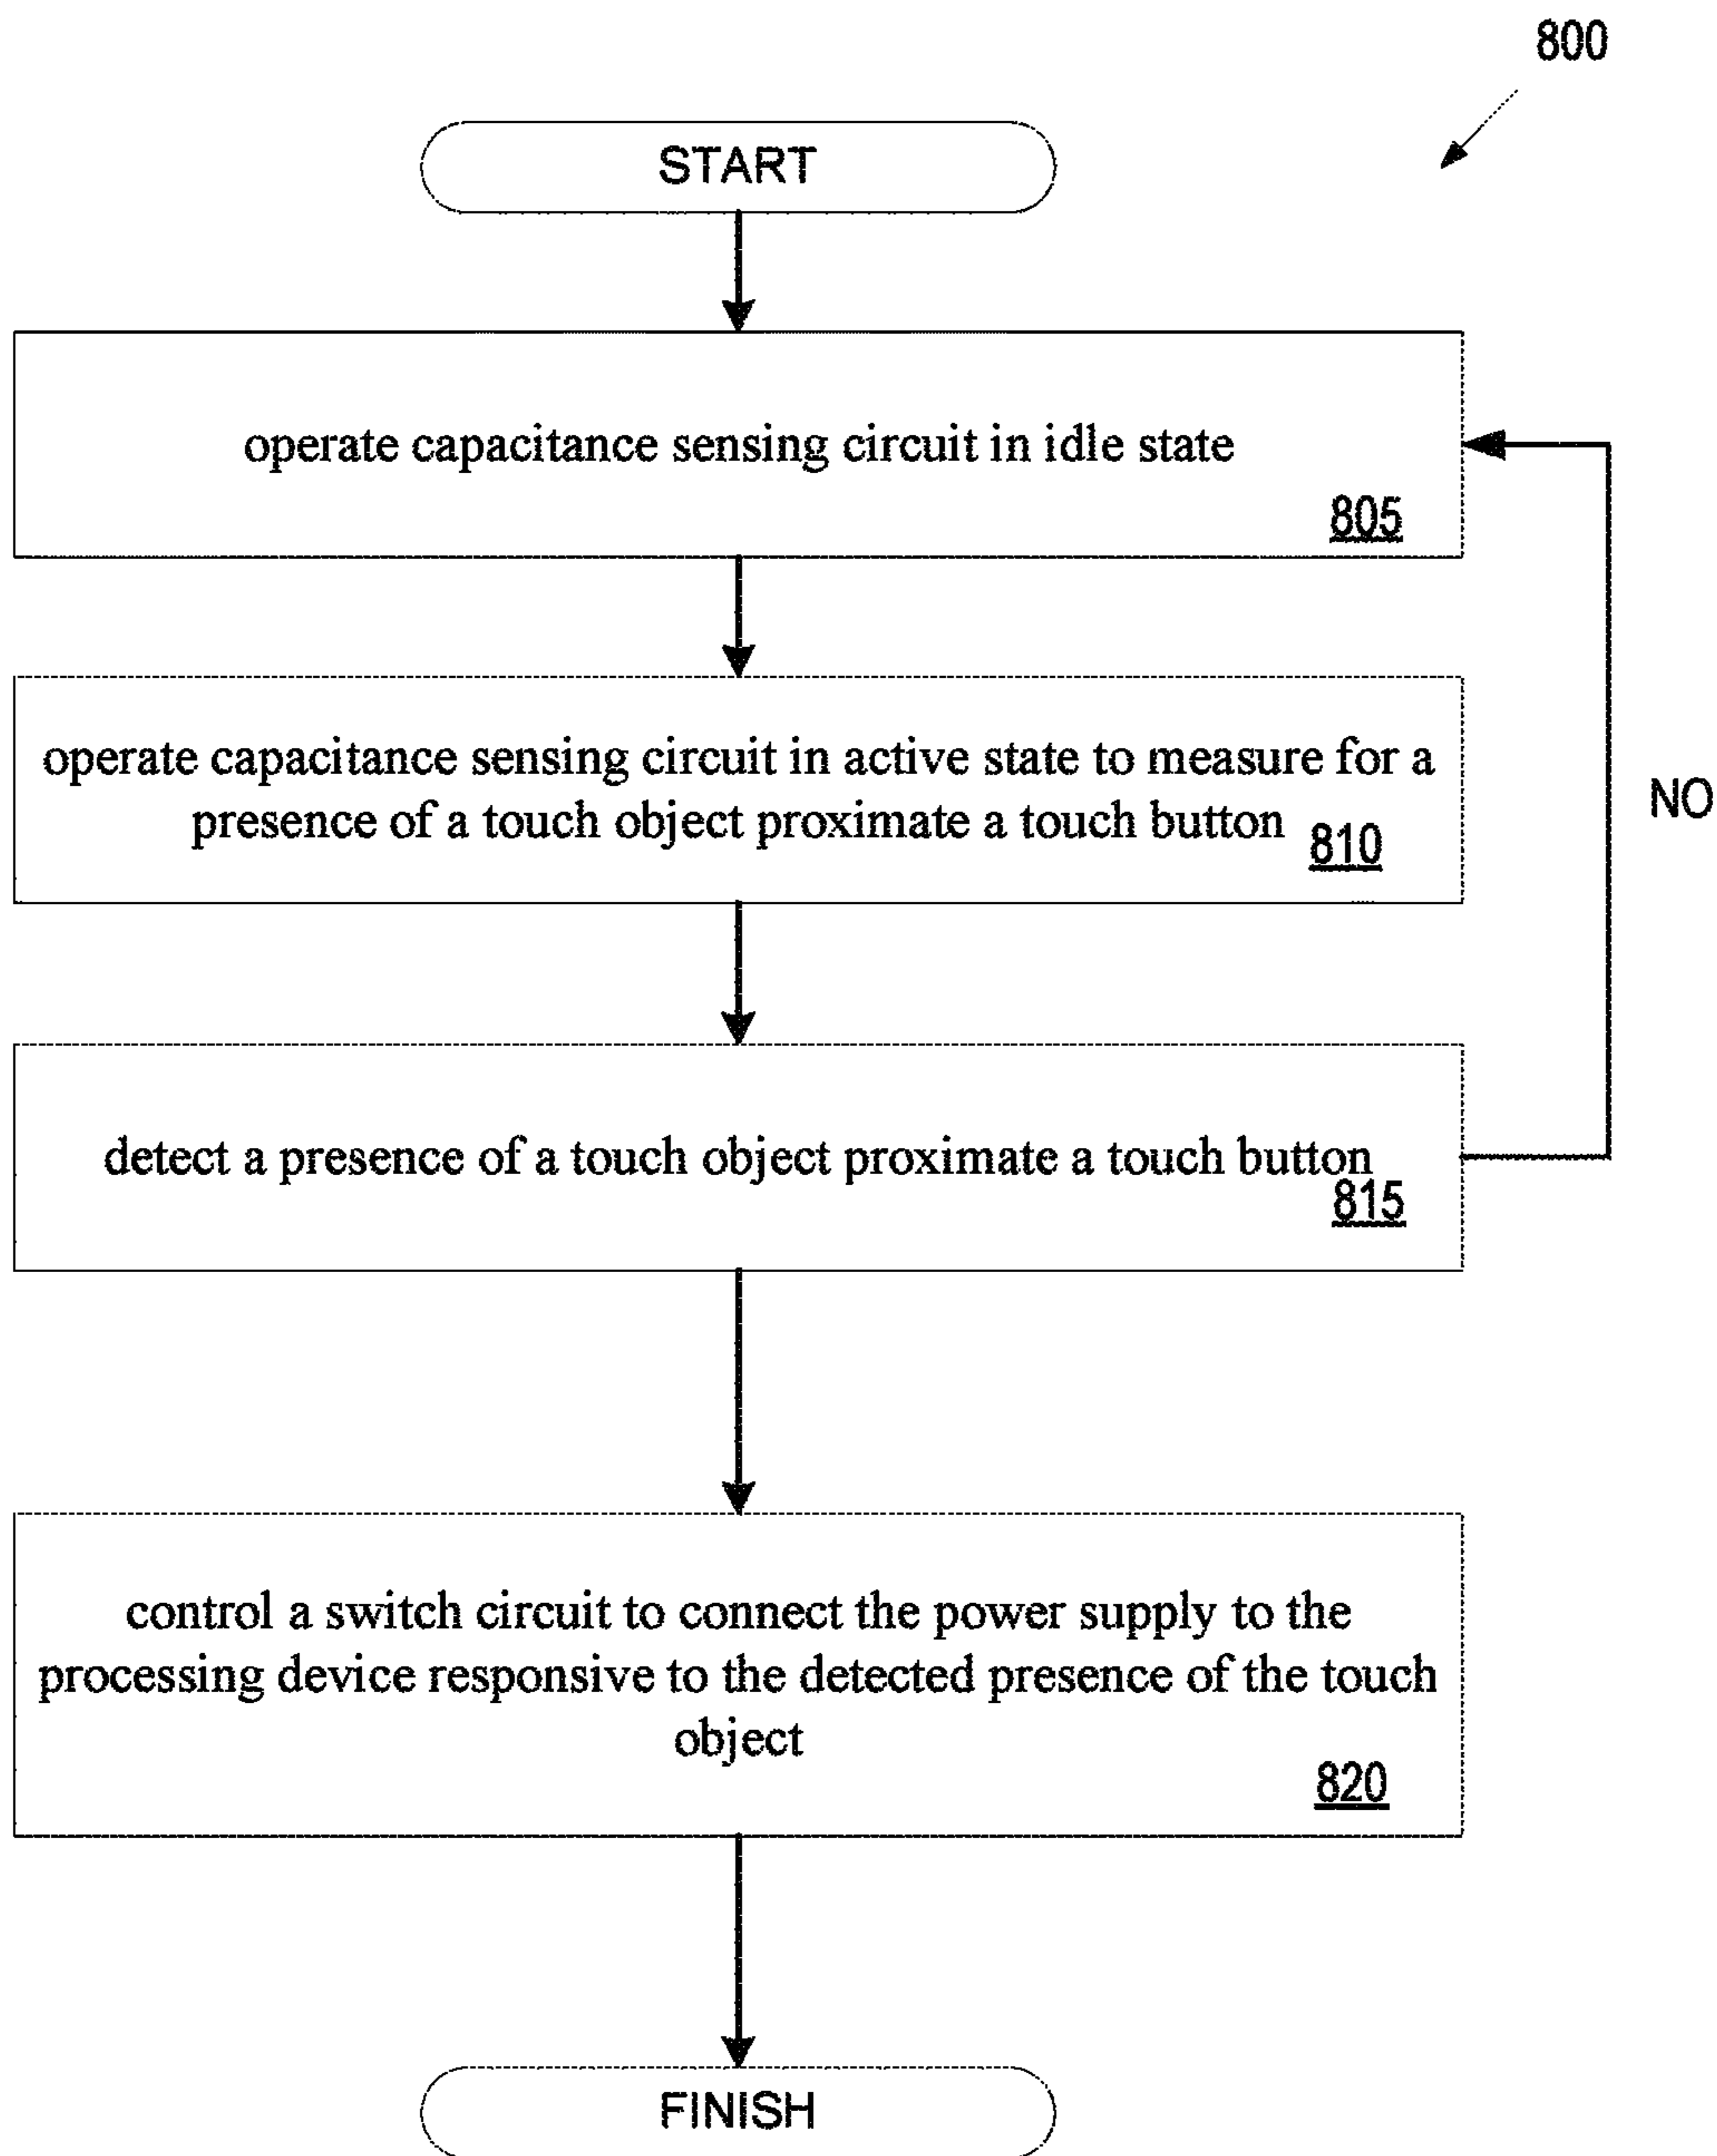 800
START
operate capacitance sensing circuit in idle state
805
operate capacitance sensing circuit in active state to measure for a
presence of a touch object proximate a touch button
810
NO
detect a presence of a touch object proximate a touch button
815
control a switch circuit to connect the power supply to the
processing device responsive to the detected presence of the touch
object
820
FINISH